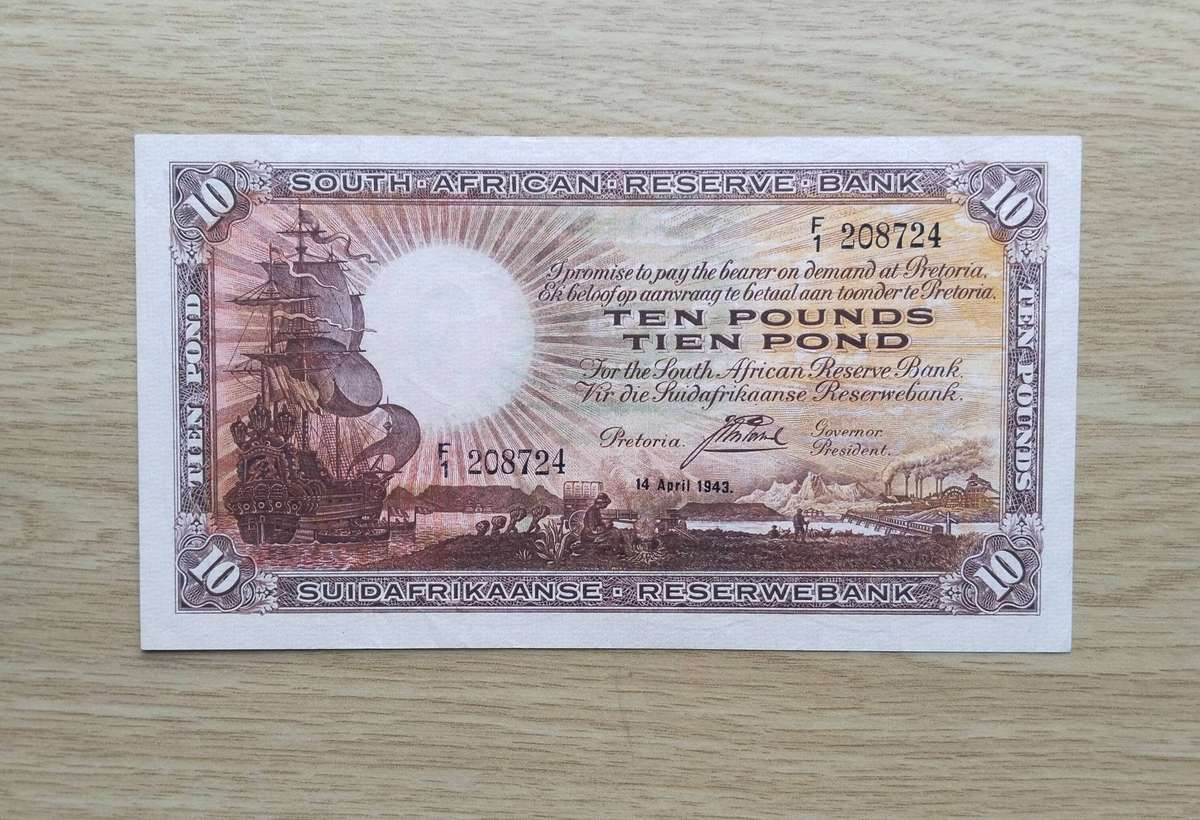 10 SOUTH · AFRICAN · RESERVE · BANK 10
F/1 208724
I promise to pay the bearer on demand at Pretoria.
Ek beloof op aanvraag te betaal aan toonder te Pretoria.
TEN POUNDS
TIEN POND
For the South African Reserve Bank.
Vir die Suidafrikaanse Reserwebank.
Pretoria.
Governor.
President.
F/1 208724
14 April 1943.
TIEN POND
TEN POUNDS
10 SUIDAFRIKAANSE · RESERWEBANK 10